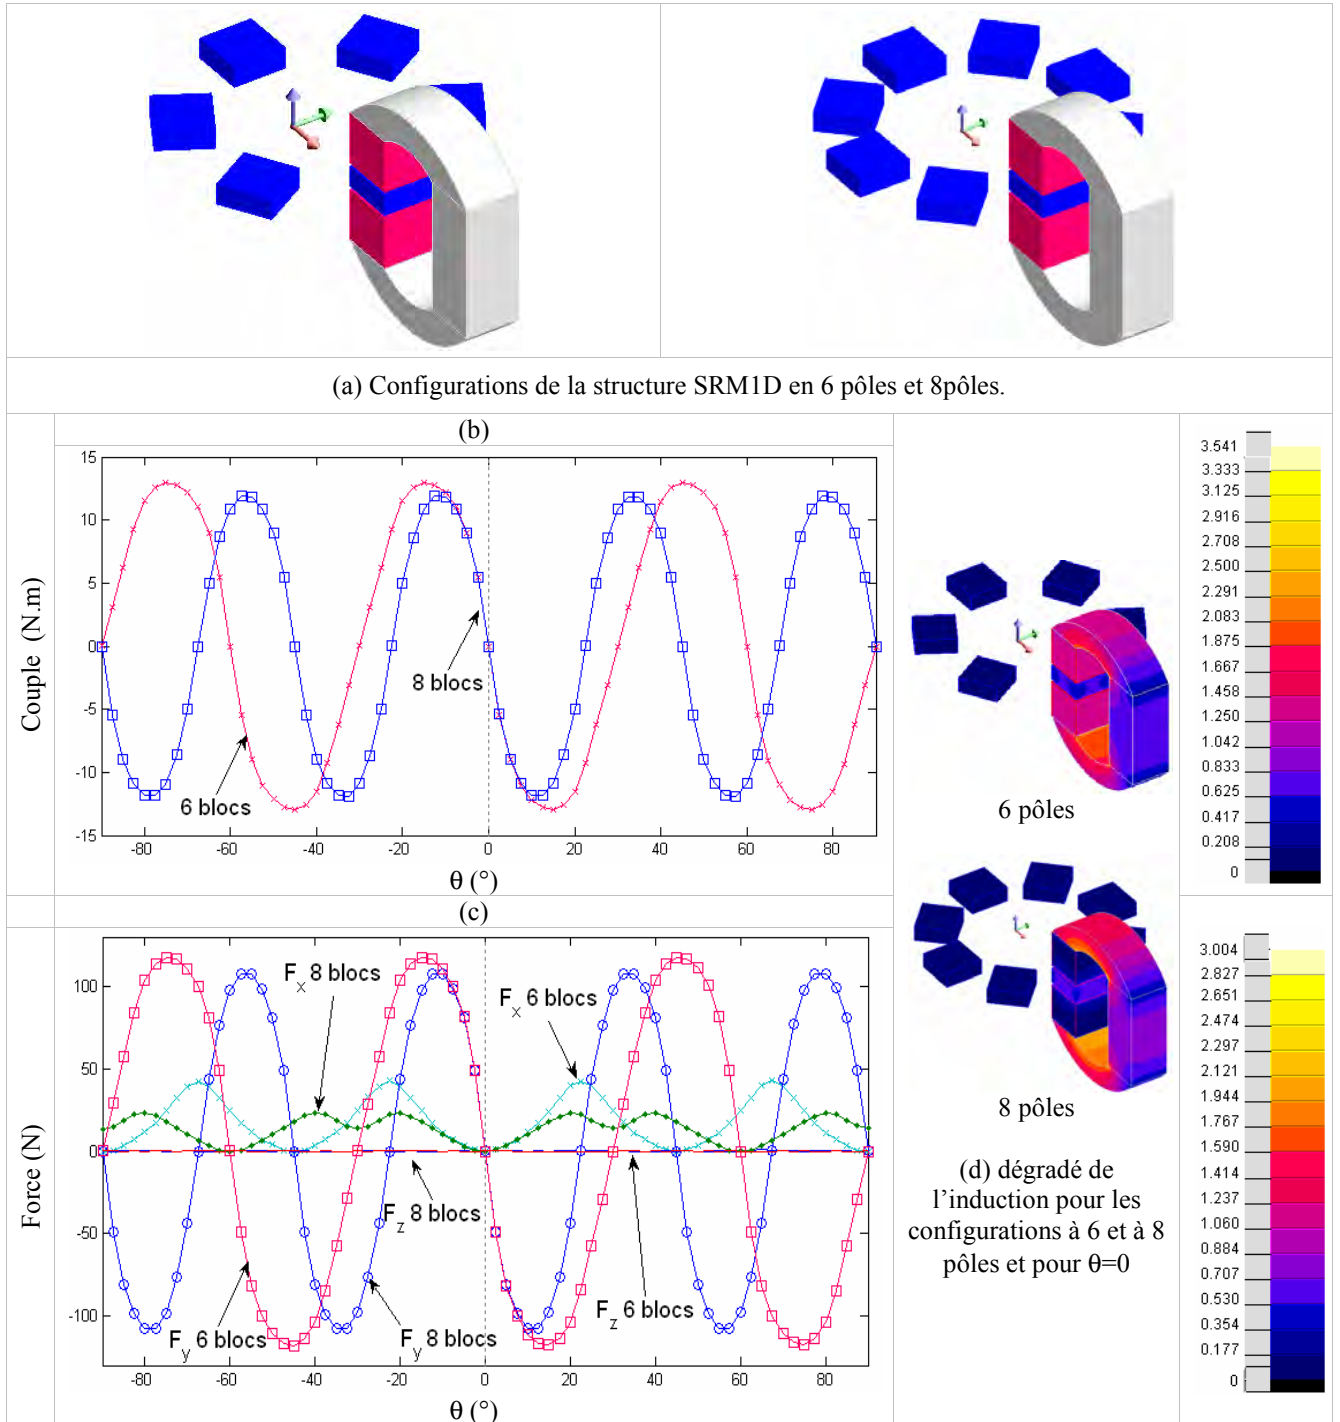 (a) Configurations de la structure SRM1D en 6 pôles et 8pôles.
(b)
Couple (N.m)
15
10
5
0
-5
-10
-15
8 blocs
6 blocs
-80 -60 -40 -20 0 20 40 60 80
θ (°)
(c)
Force (N)
100
50
0
-50
-100
Fx 8 blocs
Fx 6 blocs
Fz 8 blocs
Fz 6 blocs
Fy 6 blocs
Fy 8 blocs
-80 -60 -40 -20 0 20 40 60 80
θ (°)
6 pôles
8 pôles
(d) dégradé de
l’induction pour les
configurations à 6 et à 8
pôles et pour θ=0
3.541
3.333
3.125
2.916
2.708
2.500
2.291
2.083
1.875
1.667
1.458
1.250
1.042
0.833
0.625
0.417
0.208
0
3.004
2.827
2.651
2.474
2.297
2.121
1.944
1.767
1.590
1.414
1.237
1.060
0.884
0.707
0.530
0.354
0.177
0